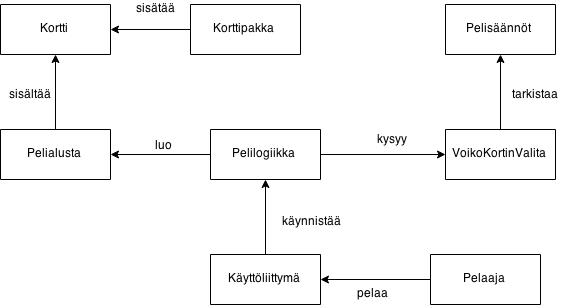 sisätää
Kortti
Korttipakka
Pelisäännöt
sisältää
tarkistaa
luo
kysyy
Pelialusta
Pelilogiikka
VoikoKortinValita
käynnistää
Käyttöliittymä
Pelaaja
pelaa